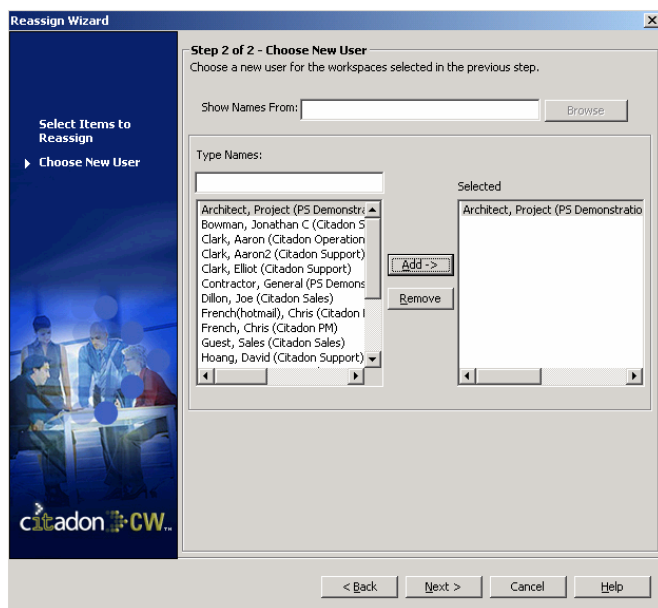 Reassign Wizard
Select Items to
Reassign
Choose New User
Step 2 of 2 - Choose New User
Choose a new user for the workspaces selected in the previous step.
Show Names From:
Browse
Type Names:
Architect, Project (PS Demonstra
Bowman, Jonathan C (Citadon S
Clark, Aaron (Citadon Operation
Clark, Aaron2 (Citadon Support)
Clark, Elliot (Citadon Support)
Contractor, General (PS Demons
Dillon, Joe (Citadon Sales)
French(hotmail), Chris (Citadon
French, Chris (Citadon PM)
Guest, Sales (Citadon Sales)
Hoang, David (Citadon Support)
Add ->
Remove
Selected
Architect, Project (PS Demonstratio
citadon CW™
< Back
Next >
Cancel
Help